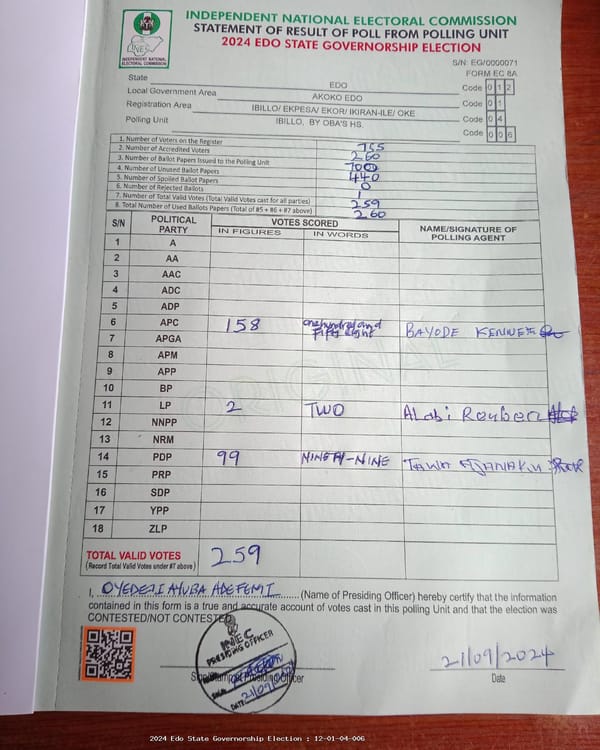 INDEPENDENT NATIONAL ELECTORAL COMMISSION
STATEMENT OF RESULT OF POLL FROM POLLING UNIT
2024 EDO STATE GOVERNORSHIP ELECTION
INEC
INDEPENDENT NATIONAL
ELECTORAL COMMISSION
S/N: EG/0000071
FORM EC 8A
State EDO Code 0 1 2
Local Government Area AKOKO EDO Code 0 1
Registration Area IBILLO/ EKPESA/ EKOR/ IKIRAN-ILE/ OKE Code 0 4
Polling Unit IBILLO, BY OBA'S HS. Code 0 0 6
1. Number of Voters on the Register 755
2. Number of Accredited Voters 260
3. Number of Ballot Papers Issued to the Polling Unit 700
4. Number of Unused Ballot Papers 440
5. Number of Spoiled Ballot Papers 0
6. Number of Rejected Ballots 1
7. Number of Total Valid Votes (Total Valid Votes cast for all parties) 259
8. Total Number of Used Ballots Papers (Total of #5 + #6 + #7 above) 260
S/N POLITICAL PARTY VOTES SCORED NAME/SIGNATURE OF POLLING AGENT
IN FIGURES IN WORDS
1 A
2 AA
3 AAC
4 ADC
5 ADP
6 APC 158 one hundred and Fifty eight BAYODE KENNETH
7 APGA
8 APM
9 APP
10 BP
11 LP 2 TWO Alabi Reuben
12 NNPP
13 NRM
14 PDP 99 NINETY-NINE TAWA AJANAKU
15 PRP
16 SDP
17 YPP
18 ZLP
ORIGINAL
TOTAL VALID VOTES 259
(Record Total Valid Votes under #7 above)
I, OYEDEJI AYUBA ADEFEMI (Name of Presiding Officer) hereby certify that the information
contained in this form is a true and accurate account of votes cast in this polling Unit and that the election was
CONTESTED/NOT CONTESTED
INEC
PRESIDING OFFICER
SIGN
DATE 21/09/2024
21/09/2024
Date
2024 Edo State Governorship Election : 12-01-04-006